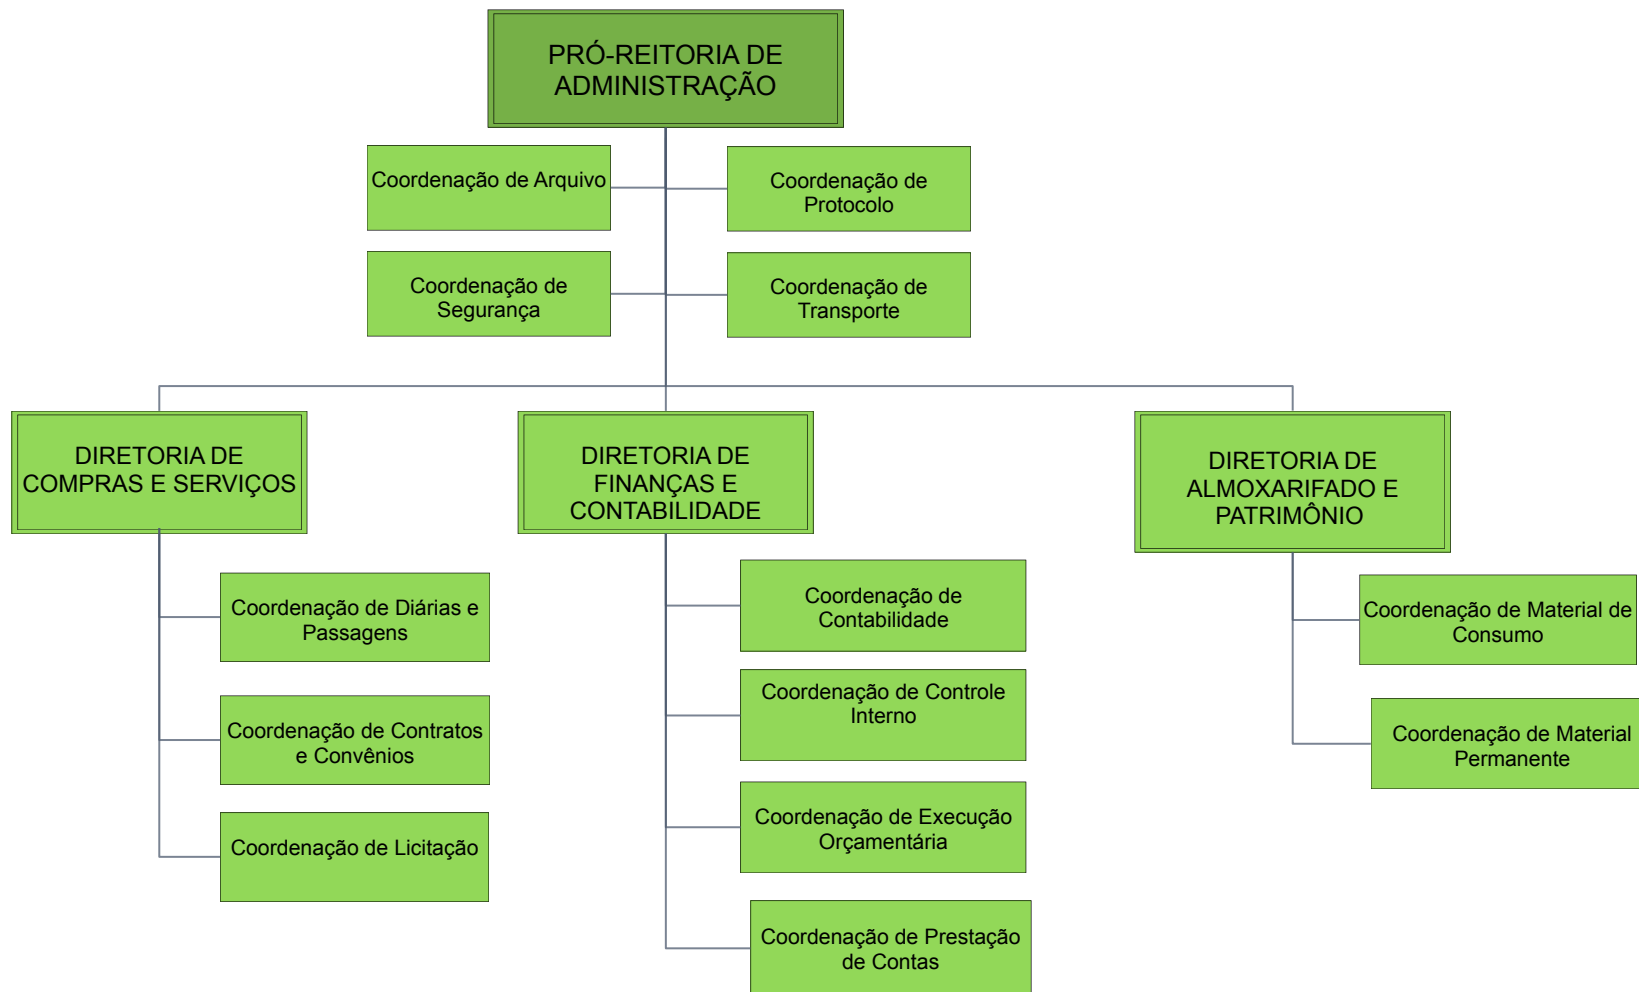 PRÓ-REITORIA DE
ADMINISTRAÇÃO
Coordenação de Arquivo
Coordenação de
Protocolo
Coordenação de
Segurança
Coordenação de
Transporte
DIRETORIA DE
COMPRAS E SERVIÇOS
DIRETORIA DE
FINANÇAS E
CONTABILIDADE
DIRETORIA DE
ALMOXARIFADO E
PATRIMÔNIO
Coordenação de Diárias e
Passagens
Coordenação de Contratos
e Convênios
Coordenação de Licitação
Coordenação de
Contabilidade
Coordenação de Controle
Interno
Coordenação de Execução
Orçamentária
Coordenação de Prestação
de Contas
Coordenação de Material de
Consumo
Coordenação de Material
Permanente